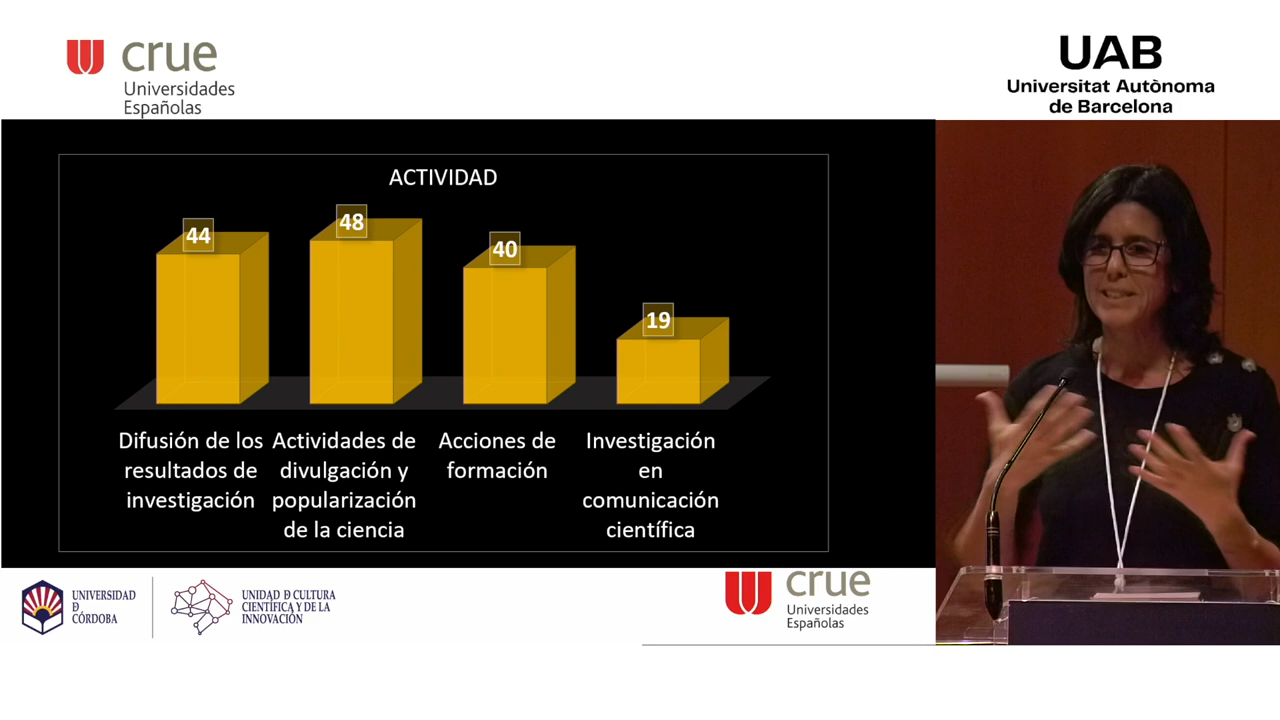 crue
Universidades
Españolas
UAB
Universitat Autònoma
de Barcelona
ACTIVIDAD
44
48
40
19
Difusión de los
resultados de
investigación
Actividades de
divulgación y
popularización
de la ciencia
Acciones de
formación
Investigación
en
comunicación
científica
UNIVERSIDAD
Ð
CÓRDOBA
UNIDAD Ð CULTURA
CIENTÍFICA Y DE LA
INNOVACIÓN
crue
Universidades
Españolas